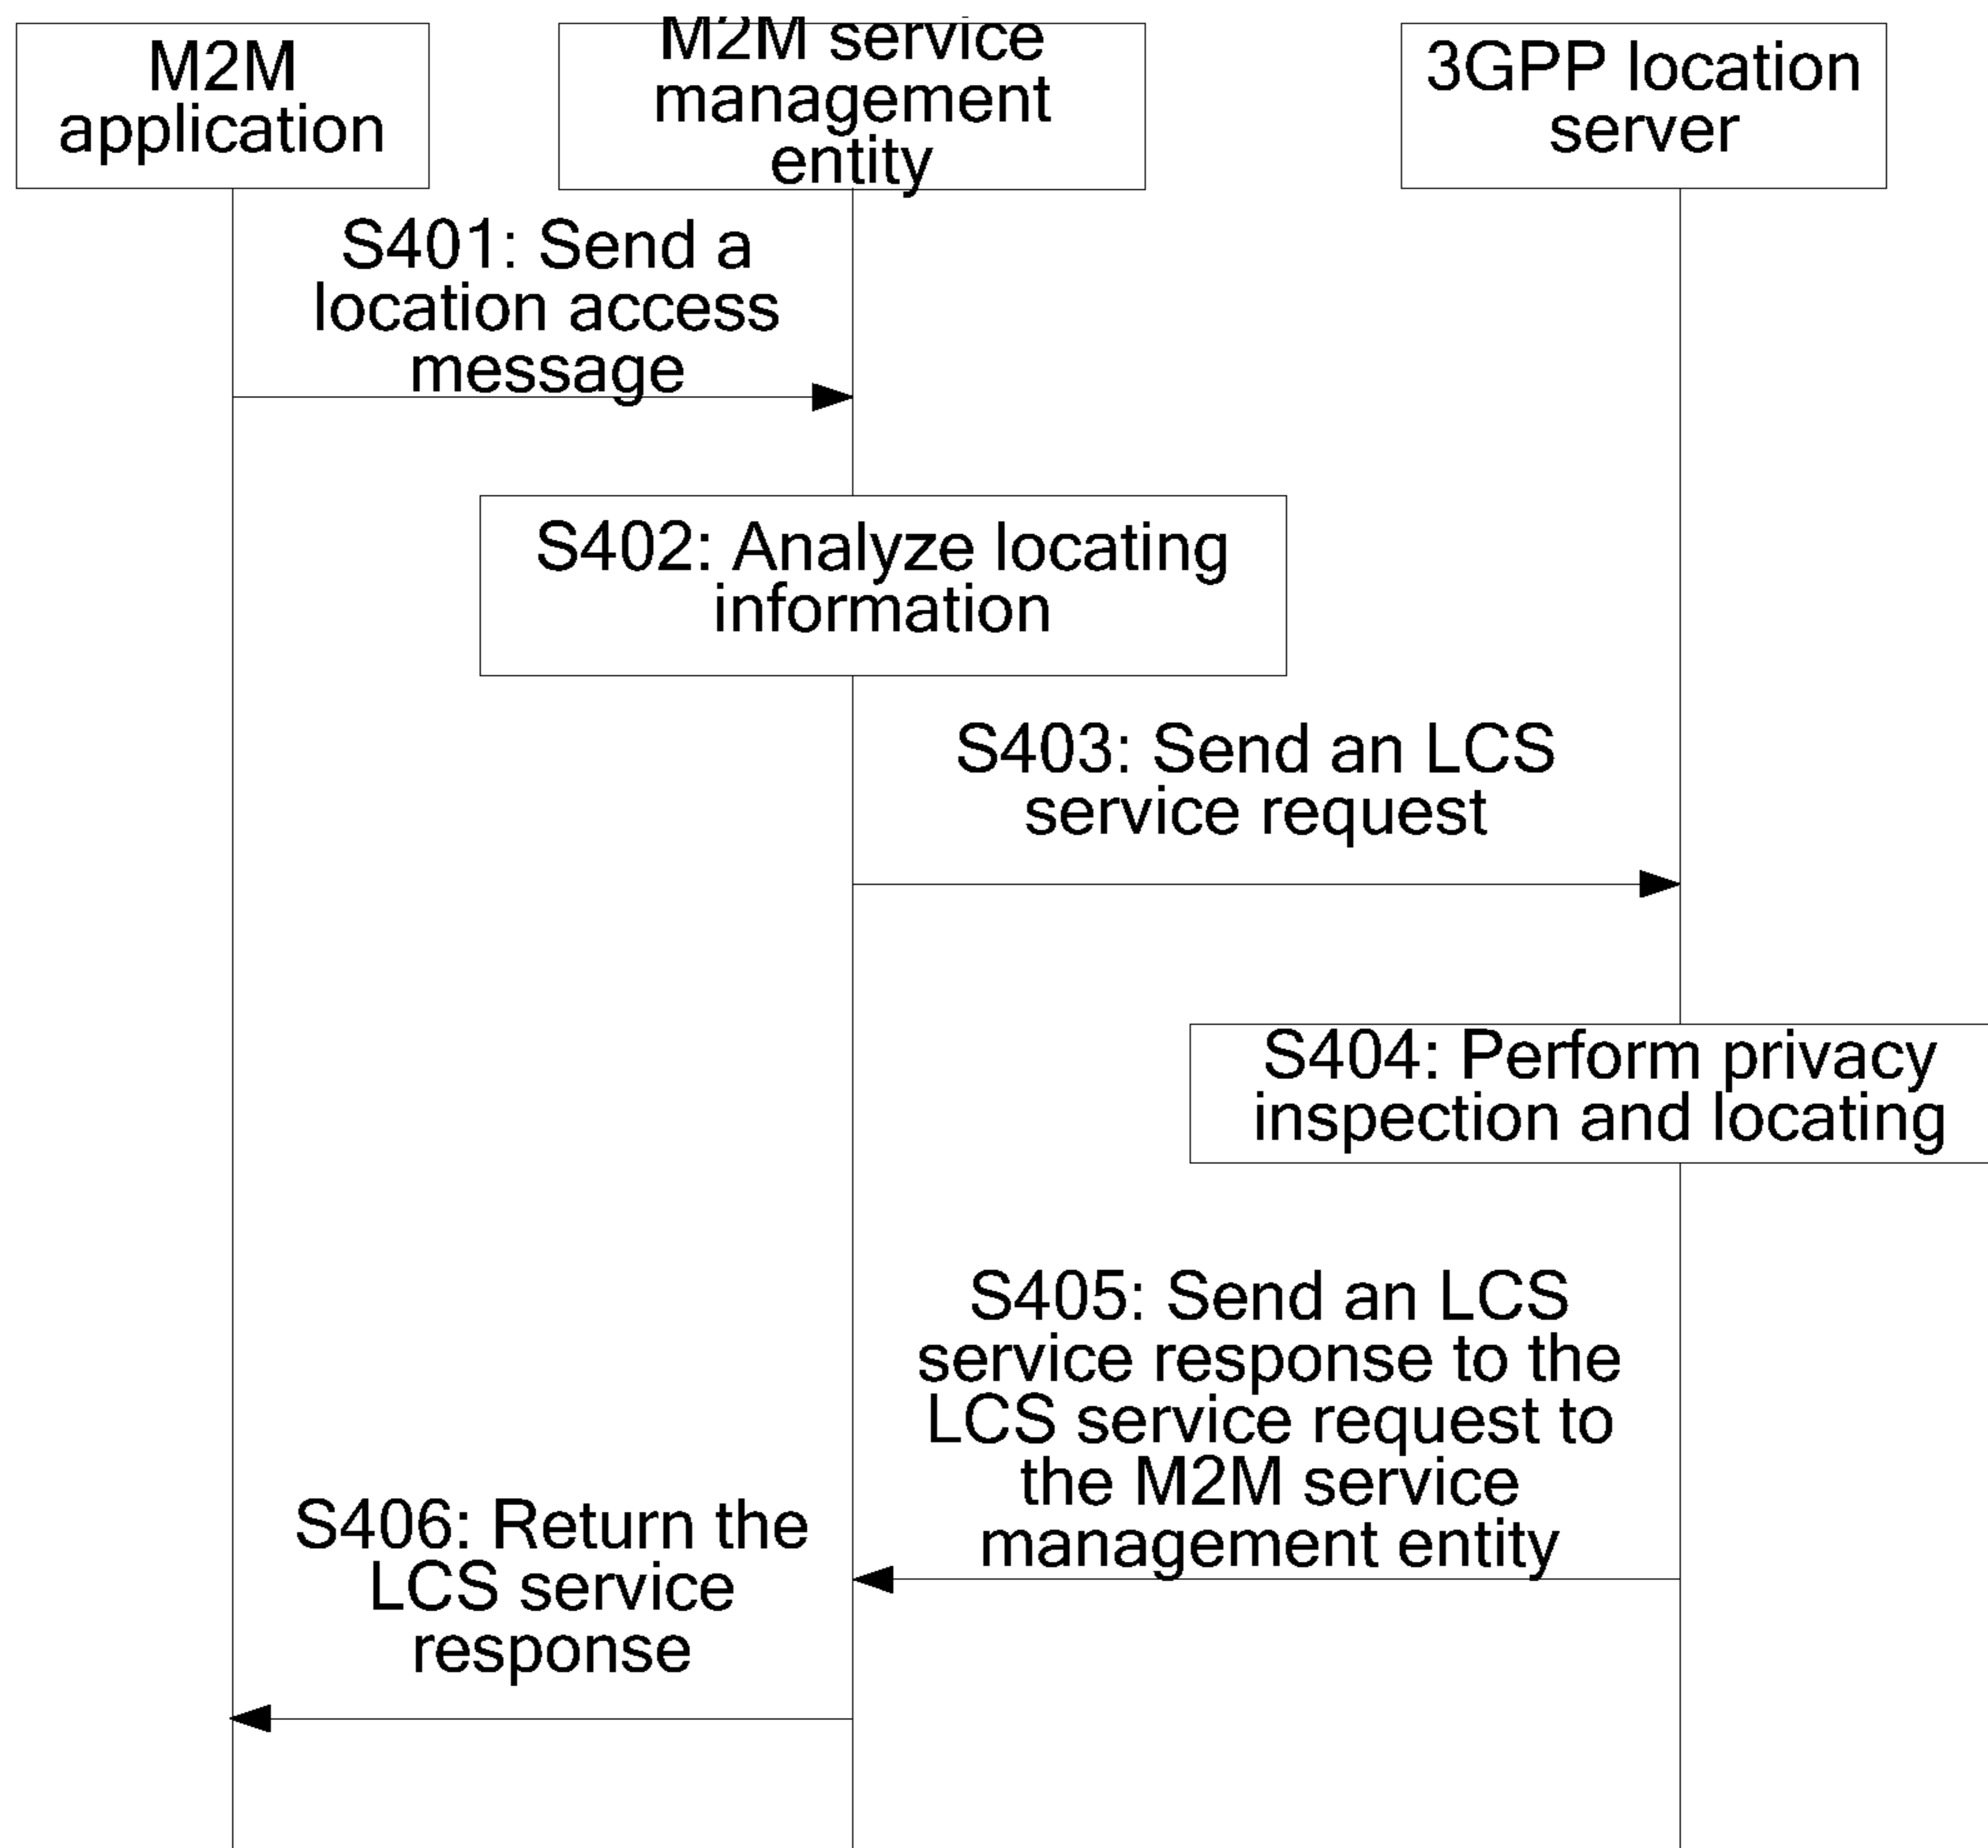 M2M
application
M2M service
management
entity
3GPP location
server
S401: Send a
location access
message
S402: Analyze locating
information
S403: Send an LCS
service request
S404: Perform privacy
inspection and locating
S405: Send an LCS
service response to the
LCS service request to
the M2M service
management entity
S406: Return the
LCS service
response